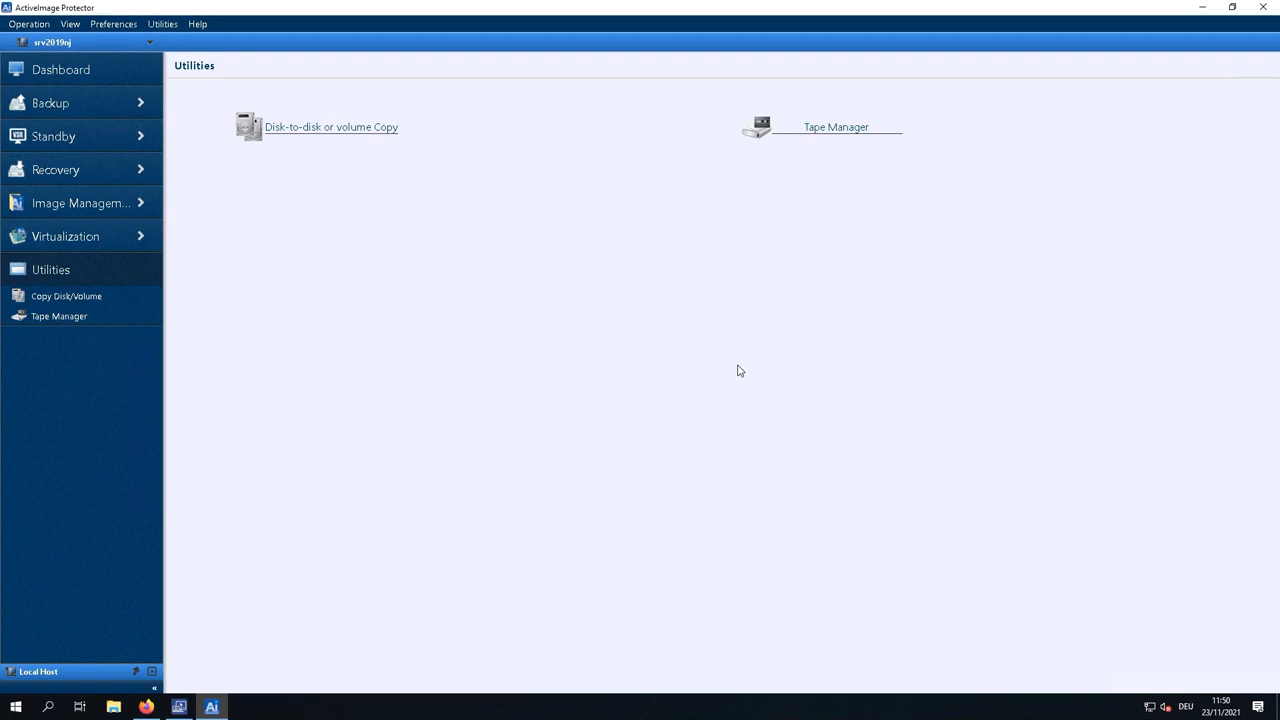 ActiveImage Protector
Operation View Preferences Utilities Help
srv2019nj
Dashboard
Backup
Standby
Recovery
Image Managem...
Virtualization
Utilities
Copy Disk/Volume
Tape Manager
Utilities
Disk-to-disk or volume Copy
Tape Manager
Local Host
«
DEU
11:50
23/11/2021